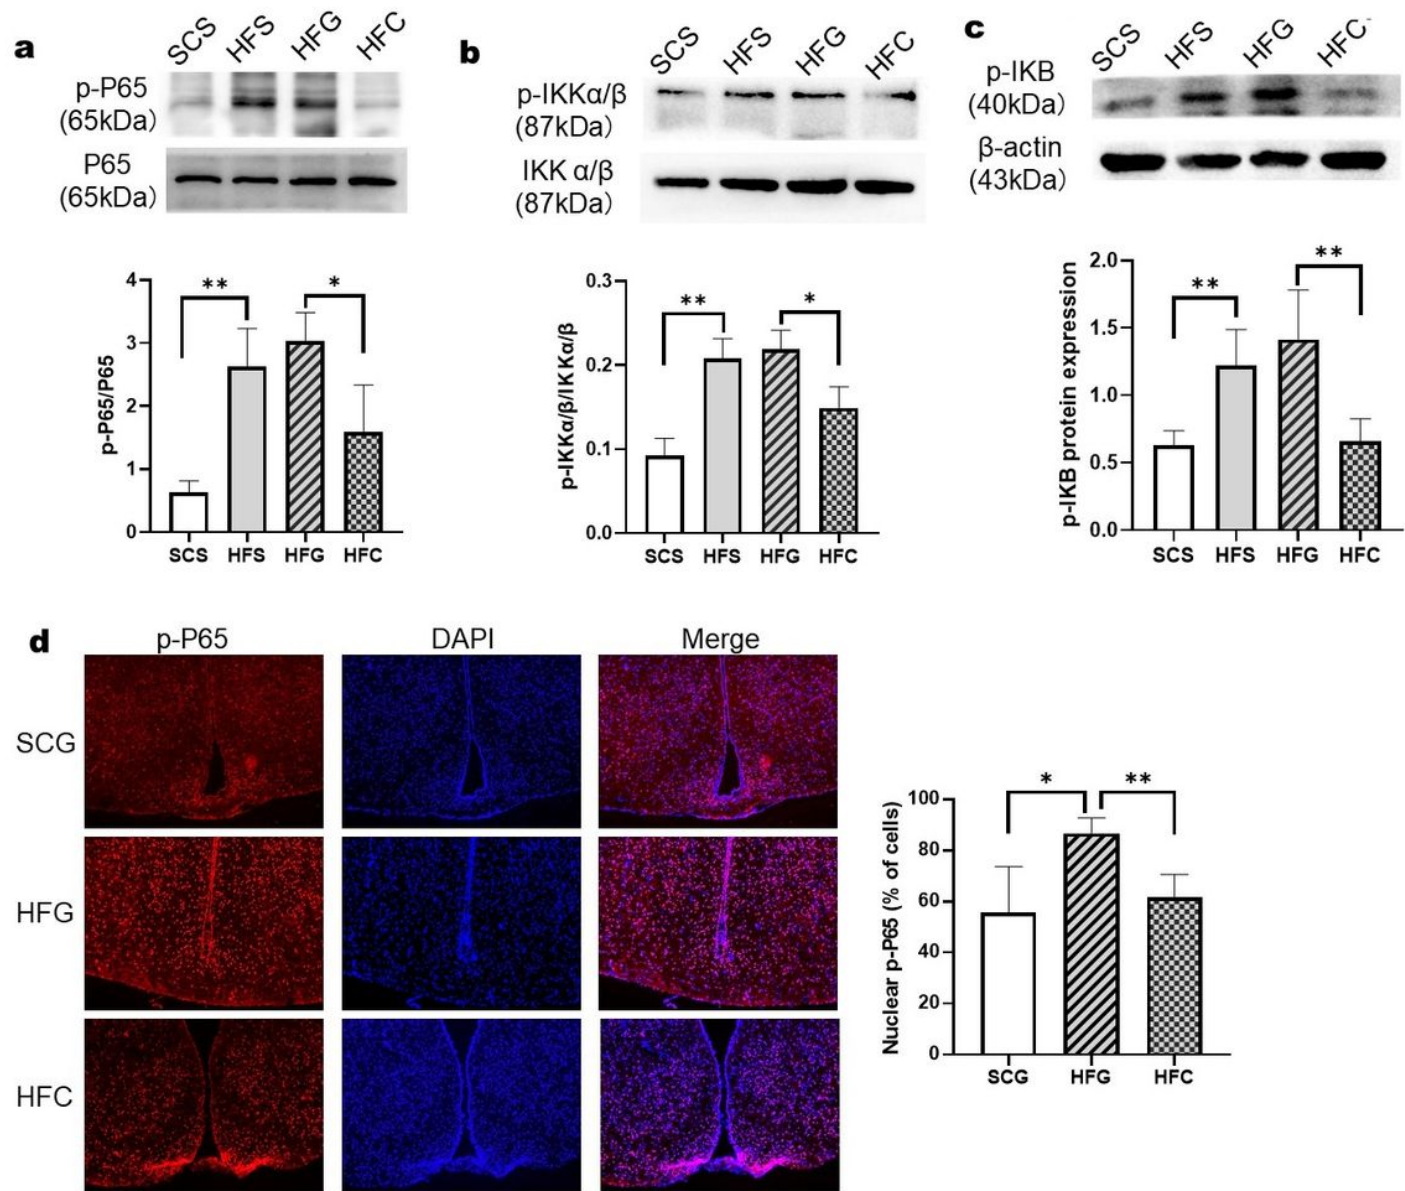 a
SCS HFS HFG HFC
p-P65
(65kDa)
P65
(65kDa)
4
3
2
1
0
p-P65/P65
** *
SCS HFS HFG HFC
b
SCS HFS HFG HFC
p-IKKα/β
(87kDa)
IKK α/β
(87kDa)
0.3
0.2
0.1
0.0
p-IKKα/β/IKKα/β
** *
SCS HFS HFG HFC
c
SCS HFS HFG HFC
p-IKB
(40kDa)
β-actin
(43kDa)
2.0
1.5
1.0
0.5
0.0
p-IKB protein expression
** **
SCS HFS HFG HFC
d
p-P65 DAPI Merge
SCG
HFG
HFC
100
80
60
40
20
0
Nuclear p-P65 (% of cells)
* **
SCG HFG HFC